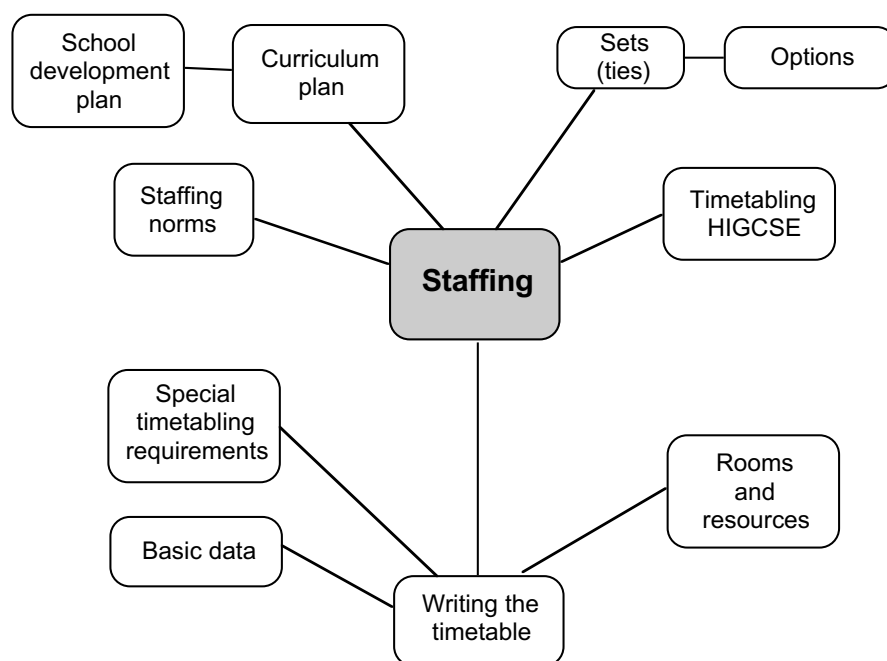 School
development
plan
Curriculum
plan
Sets
(ties)
Options
Staffing
norms
Timetabling
HIGCSE
Staffing
Special
timetabling
requirements
Rooms
and
resources
Basic data
Writing the
timetable